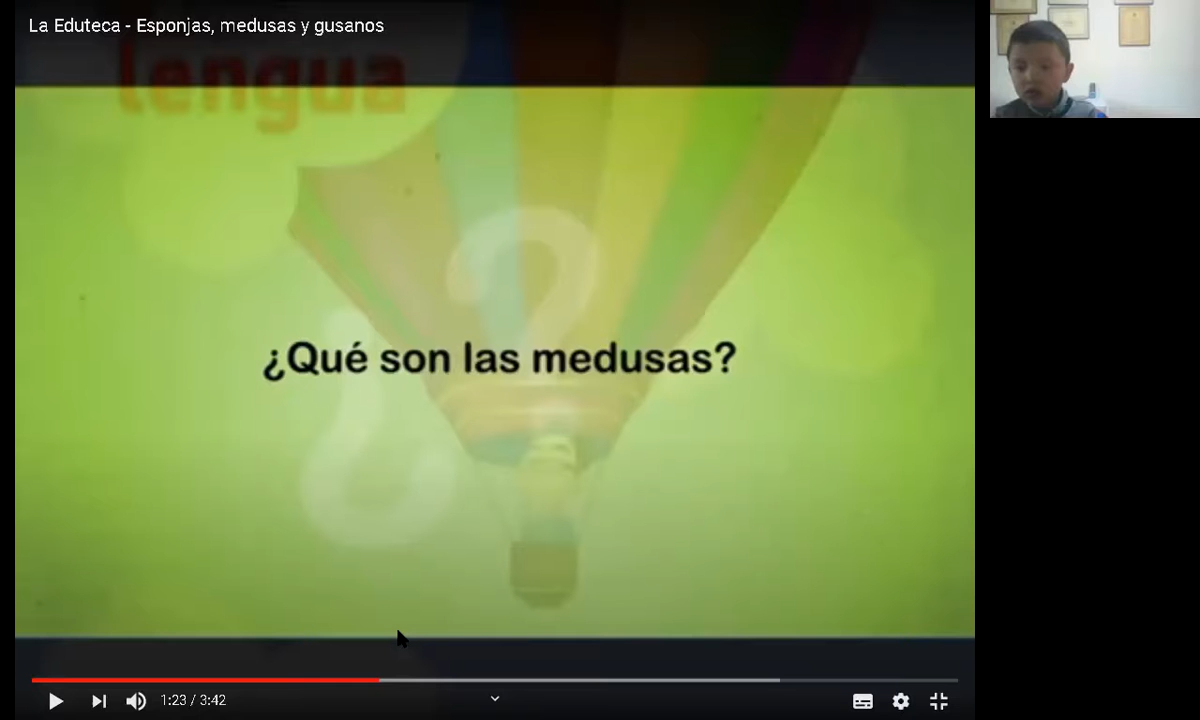 La Eduteca - Esponjas, medusas y gusanos
lengua
¿Qué son las medusas?
1:23 / 3:42